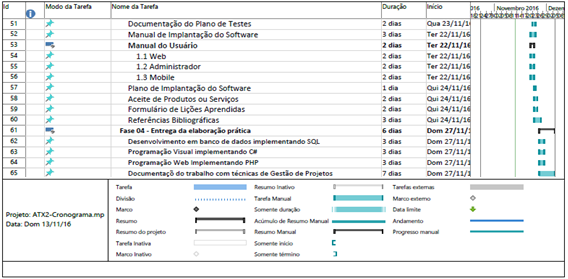 Id Modo da Tarefa Nome da Tarefa Duração Início 016 Novembro 2016 Dezem
51 Documentação do Plano de Testes 2 dias Qua 23/11/16
52 Manual de Implantação do Software 3 dias Ter 22/11/16
53 Manual do Usuário 2 dias Ter 22/11/16
54 1.1 Web 2 dias Ter 22/11/16
55 1.2 Administrador 2 dias Ter 22/11/16
56 1.3 Mobile 2 dias Ter 22/11/16
57 Plano de Implantação do Software 1 dia Qui 24/11/16
58 Aceite de Produtos ou Serviços 2 dias Qui 24/11/16
59 Formulário de Lições Aprendidas 2 dias Qui 24/11/16
60 Referências Bibliográficas 3 dias Qui 24/11/16
61 Fase 04 - Entrega da elaboração prática 6 dias Dom 27/11/1
62 Desenvolvimento em banco de dados implementando SQL 3 dias Dom 27/11/1
63 Programação Visual implementando C# 3 dias Dom 27/11/1
64 Programação Web Implementando PHP 3 dias Dom 27/11/1
65 Documentaçõ do trabalho com técnicas de Gestão de Projetos 7 dias Dom 27/11/1
Projeto: ATX2-Cronograma.mp
Data: Dom 13/11/16
Tarefa Resumo Inativo Tarefas externas
Divisão Tarefa Manual Marco externo
Marco Somente duração Data limite
Resumo Acúmulo de Resumo Manual Andamento
Resumo do projeto Resumo Manual Progresso manual
Tarefa Inativa Somente início
Marco Inativo Somente término